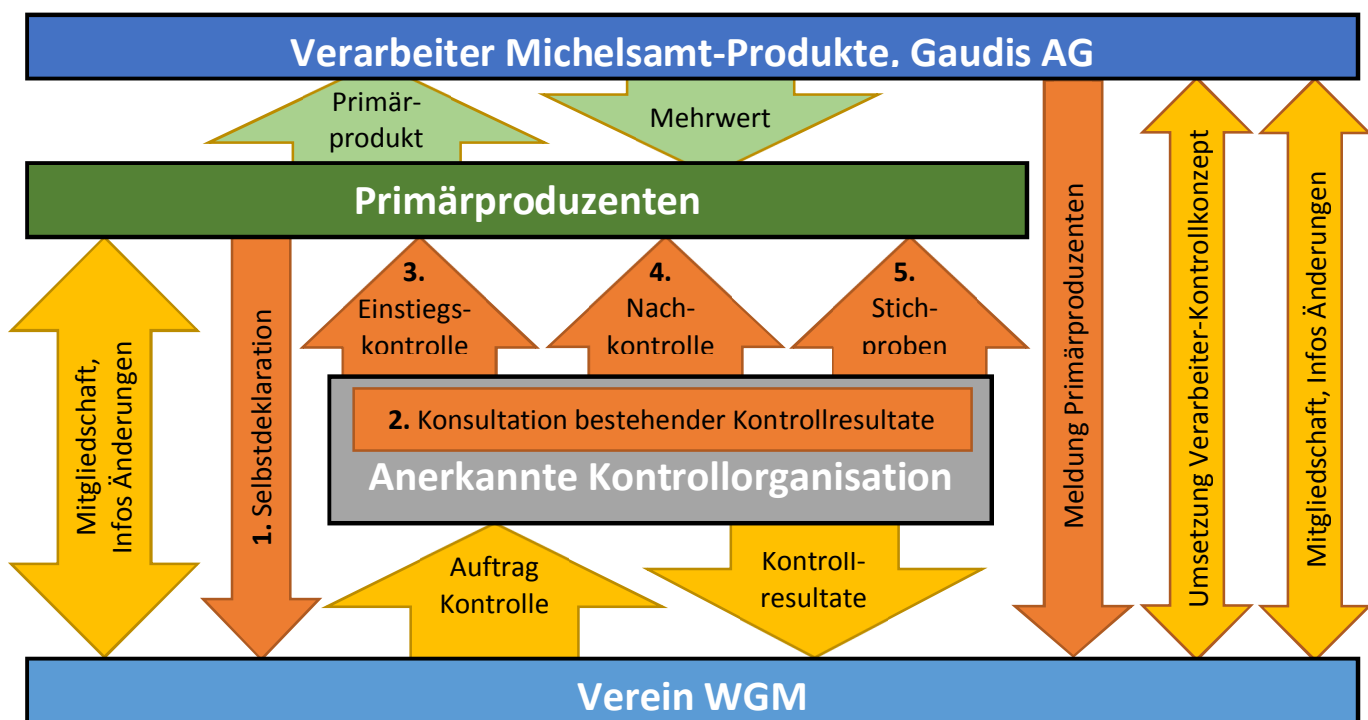 Verarbeiter Michelsamt-Produkte. Gaudis AG
Primär-
produkt
Mehrwert
Primärproduzenten
Mitgliedschaft,
Infos Änderungen
1. Selbstdeklaration
3.
Einstiegs-
kontrolle
4.
Nach-
kontrolle
5.
Stich-
proben
2. Konsultation bestehender Kontrollresultate
Anerkannte Kontrollorganisation
Auftrag
Kontrolle
Kontroll-
resultate
Meldung Primärproduzenten
Umsetzung Verarbeiter-Kontrollkonzept
Mitgliedschaft, Infos Änderungen
Verein WGM